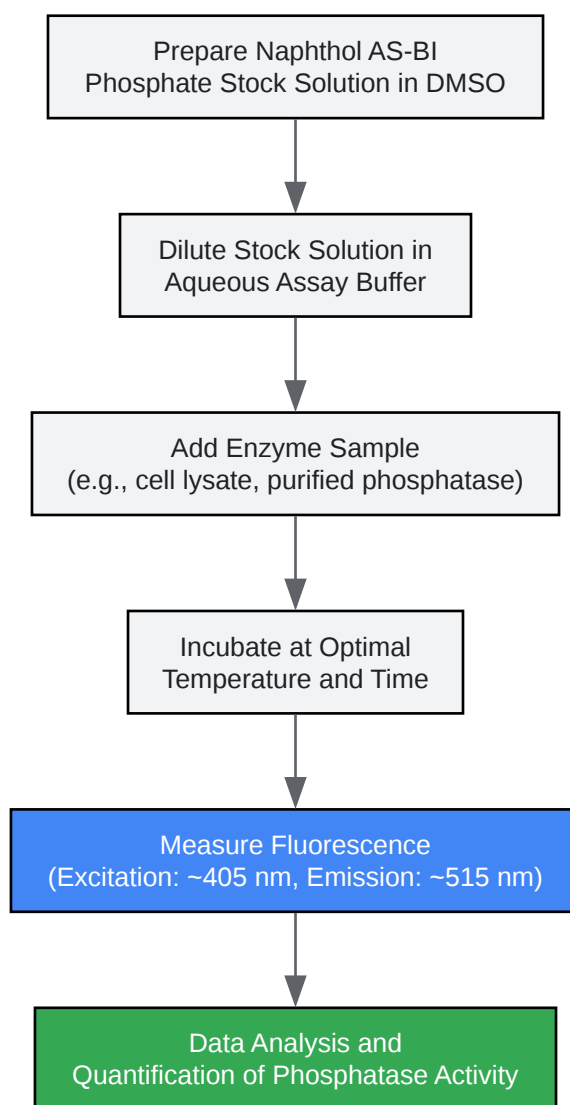 Prepare Naphthol AS-BI
Phosphate Stock Solution in DMSO
Dilute Stock Solution in
Aqueous Assay Buffer
Add Enzyme Sample
(e.g., cell lysate, purified phosphatase)
Incubate at Optimal
Temperature and Time
Measure Fluorescence
(Excitation: ~405 nm, Emission: ~515 nm)
Data Analysis and
Quantification of Phosphatase Activity